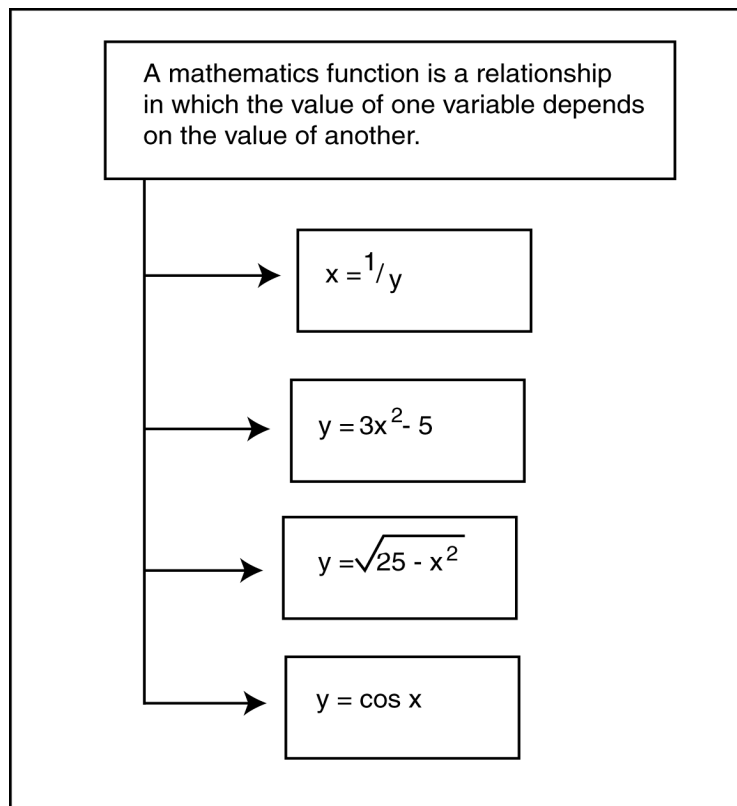 A mathematics function is a relationship
in which the value of one variable depends
on the value of another.
x = 1/y
y = 3x² - 5
y = √25 - x²
y = cos x